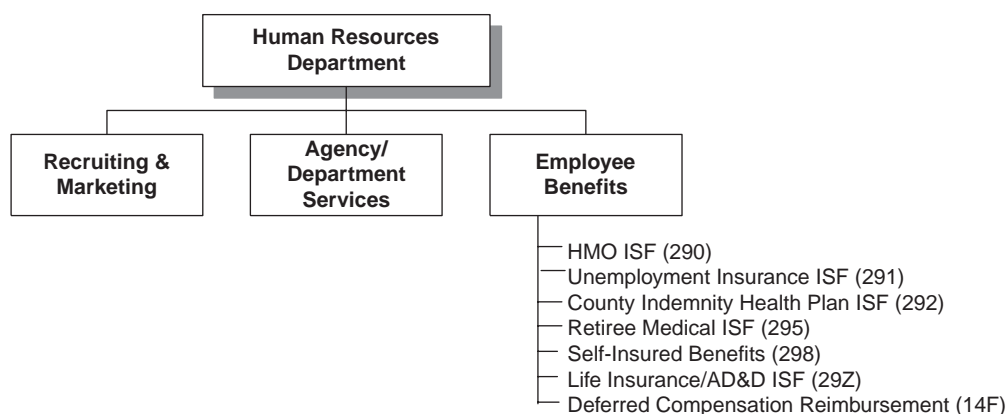 Human Resources
Department
Recruiting &
Marketing
Agency/
Department
Services
Employee
Benefits
HMO ISF (290)
Unemployment Insurance ISF (291)
County Indemnity Health Plan ISF (292)
Retiree Medical ISF (295)
Self-Insured Benefits (298)
Life Insurance/AD&D ISF (29Z)
Deferred Compensation Reimbursement (14F)